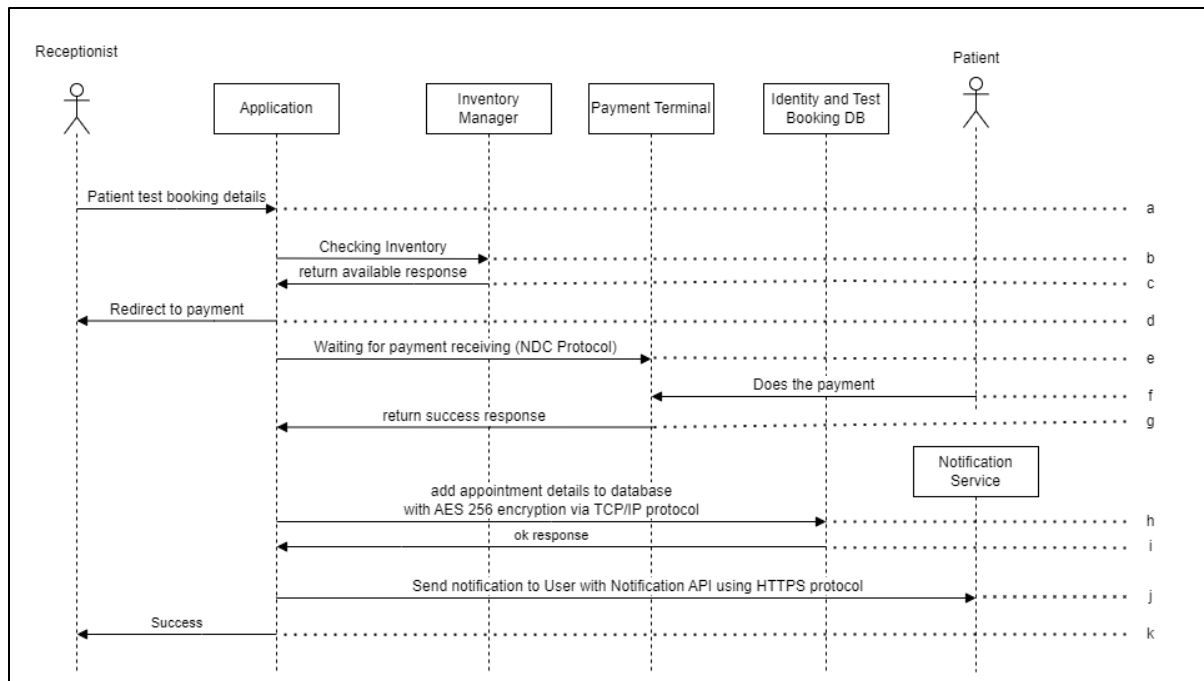 Receptionist
Patient
Application
Inventory
Manager
Payment Terminal
Identity and Test
Booking DB
Patient test booking details
a
Checking Inventory
b
return available response
c
Redirect to payment
d
Waiting for payment receiving (NDC Protocol)
e
Does the payment
f
return success response
g
Notification
Service
add appointment details to database
with AES 256 encryption via TCP/IP protocol
h
ok response
i
Send notification to User with Notification API using HTTPS protocol
j
Success
k